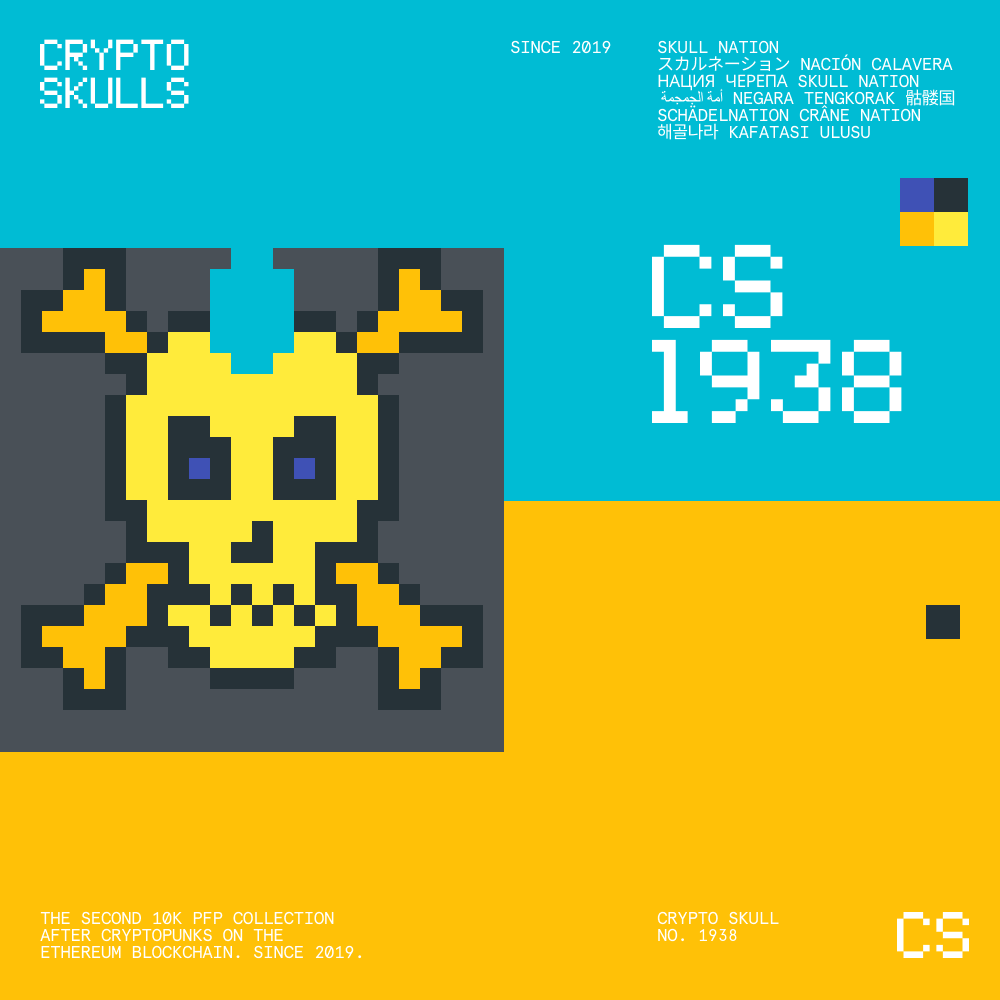 CRYPTO
SKULLS
SINCE 2019
SKULL NATION
スカルネーション NACIÓN CALAVERA
НАЦИЯ ЧЕРЕПА SKULL NATION
أمة الجمجمة NEGARA TENGKORAK 骷髅国
SCHÄDELNATION CRÂNE NATION
해골나라 KAFATASI ULUSU
CS
1938
THE SECOND 10K PFP COLLECTION
AFTER CRYPTOPUNKS ON THE
ETHEREUM BLOCKCHAIN. SINCE 2019.
CRYPTO SKULL
NO. 1938
CS